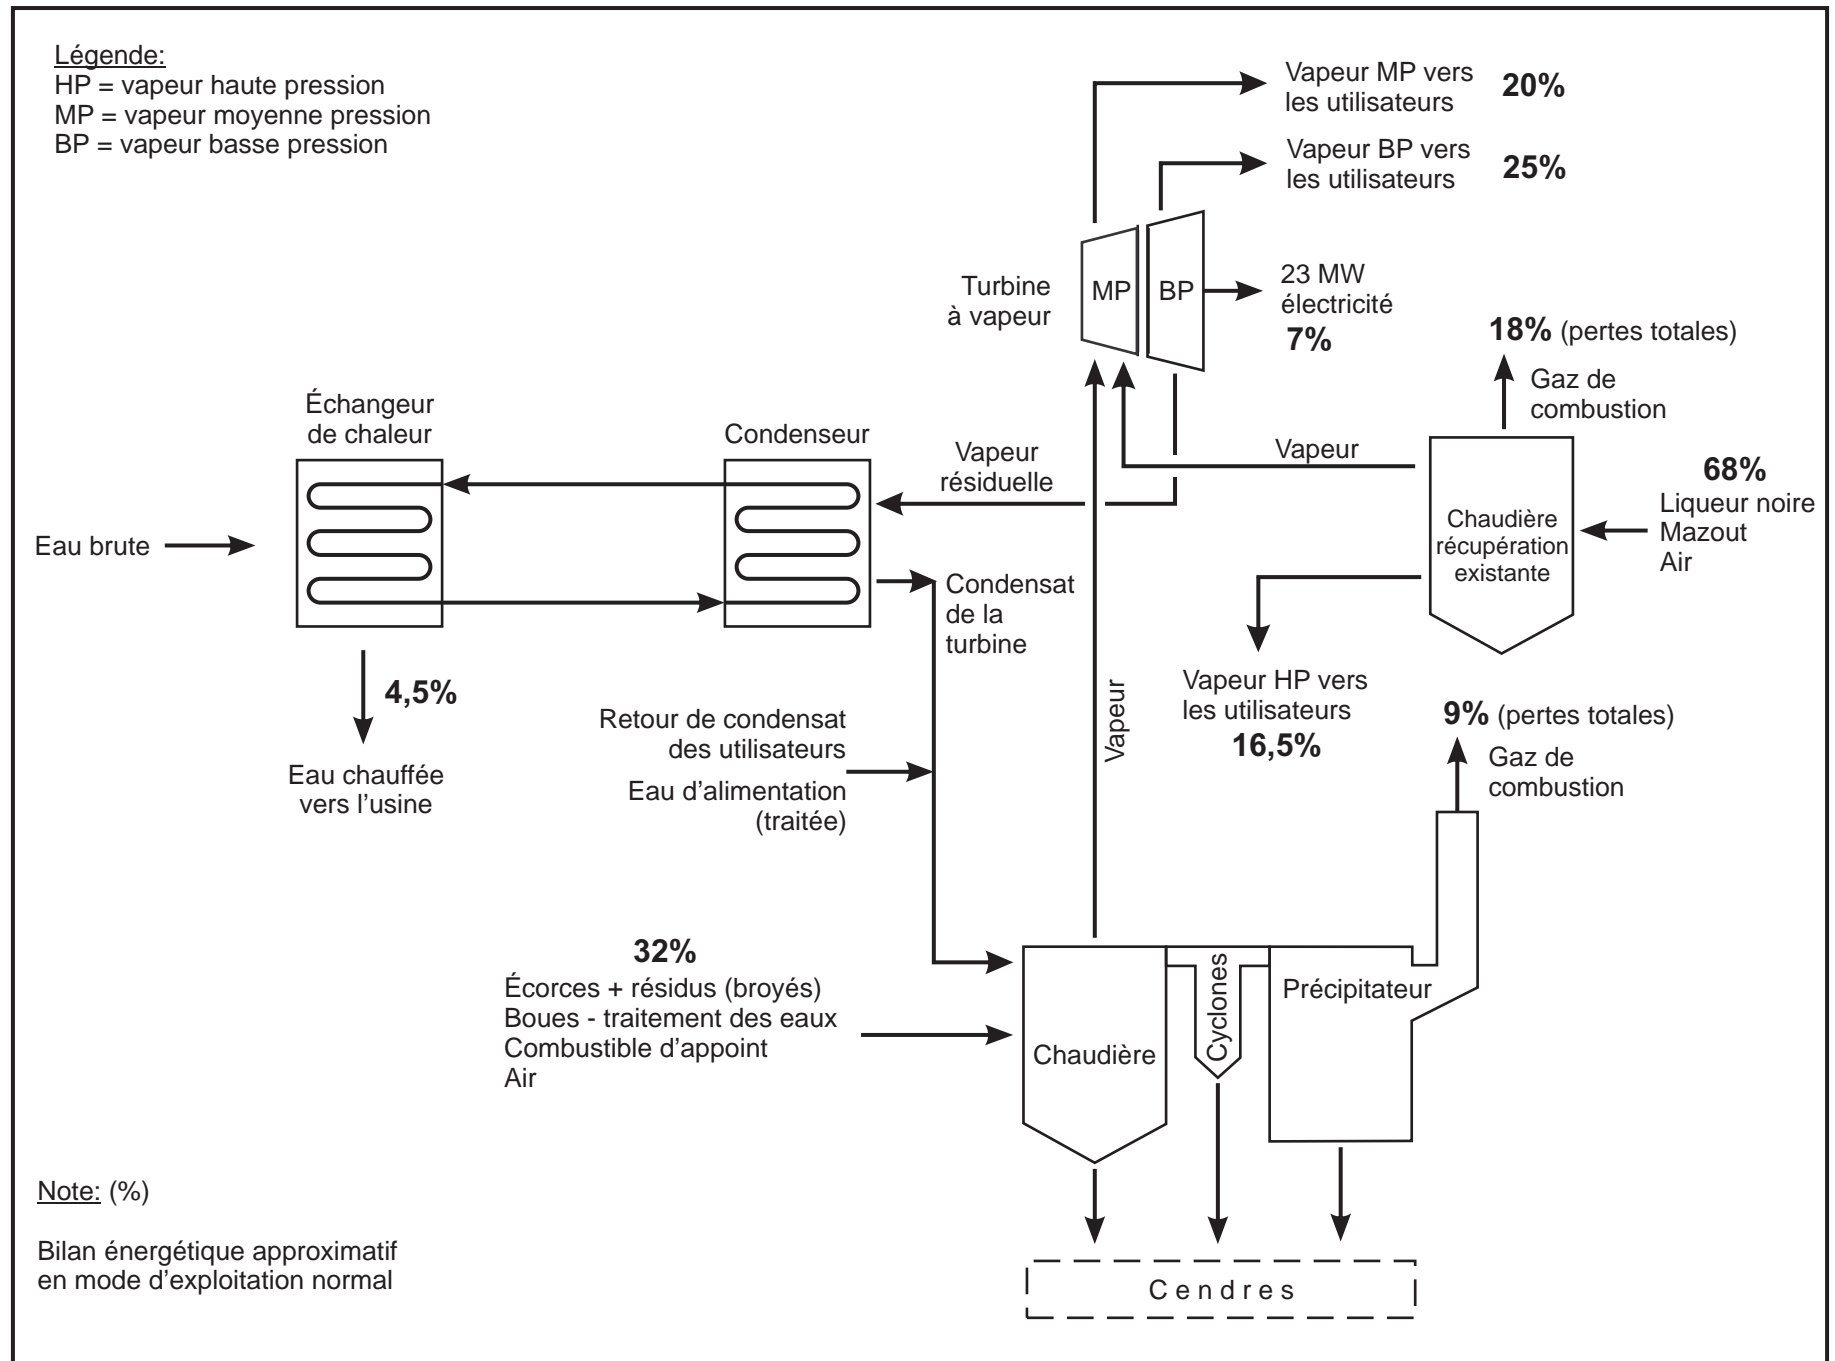 Légende:
HP = vapeur haute pression
MP = vapeur moyenne pression
BP = vapeur basse pression
Vapeur MP vers
les utilisateurs
20%
Vapeur BP vers
les utilisateurs
25%
Turbine
à vapeur
MP
BP
23 MW
électricité
7%
18% (pertes totales)
Gaz de
combustion
68%
Liqueur noire
Mazout
Air
Chaudière
récupération
existante
Vapeur
Échangeur
de chaleur
Condenseur
Vapeur
résiduelle
Eau brute
Condensat
de la
turbine
4,5%
Eau chauffée
vers l'usine
Retour de condensat
des utilisateurs
Eau d'alimentation
(traitée)
Vapeur
Vapeur HP vers
les utilisateurs
16,5%
9% (pertes totales)
Gaz de
combustion
32%
Écorces + résidus (broyés)
Boues - traitement des eaux
Combustible d'appoint
Air
Chaudière
Cyclones
Précipitateur
Cendres
Note: (%)
Bilan énergétique approximatif
en mode d'exploitation normal